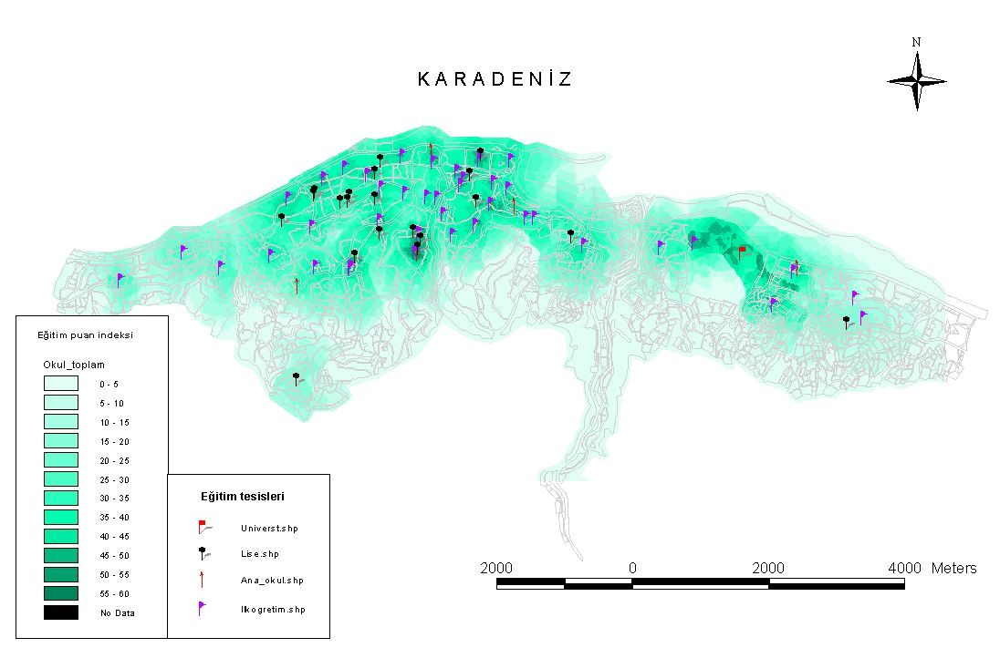 N
KARADENİZ
Eğitim puan indeksi
Okul_toplam
0 - 5
5 - 10
10 - 15
15 - 20
20 - 25
25 - 30
30 - 35
35 - 40
40 - 45
45 - 50
50 - 55
55 - 60
No Data
Eğitim tesisleri
Universt.shp
Lise.shp
Ana_okul.shp
Ilkogretim.shp
2000 0 2000 4000 Meters